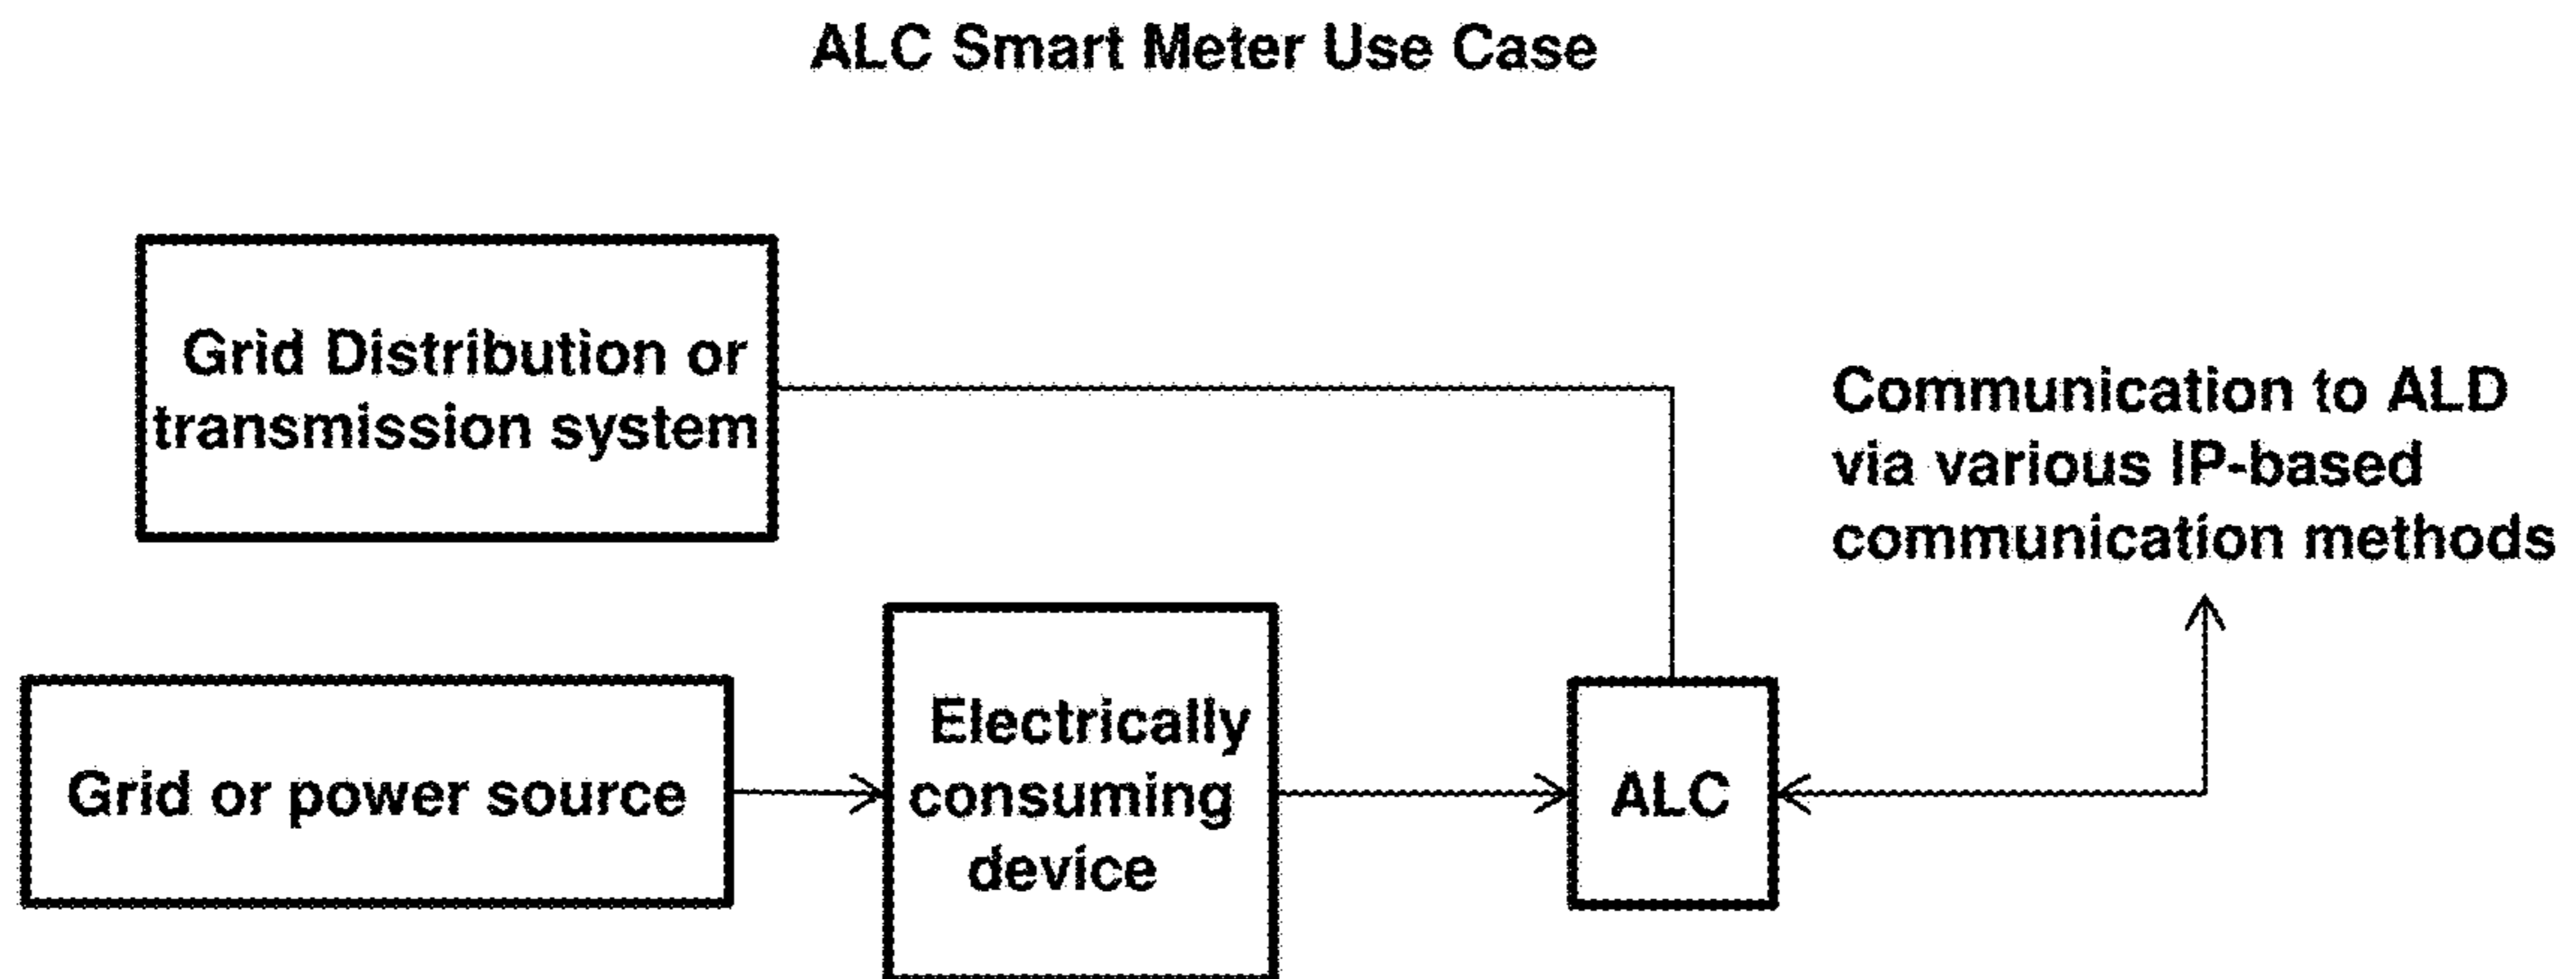 ALC Smart Meter Use Case
Grid Distribution or
transmission system
Communication to ALD
via various IP-based
communication methods
Grid or power source
Electrically
consuming
device
ALC